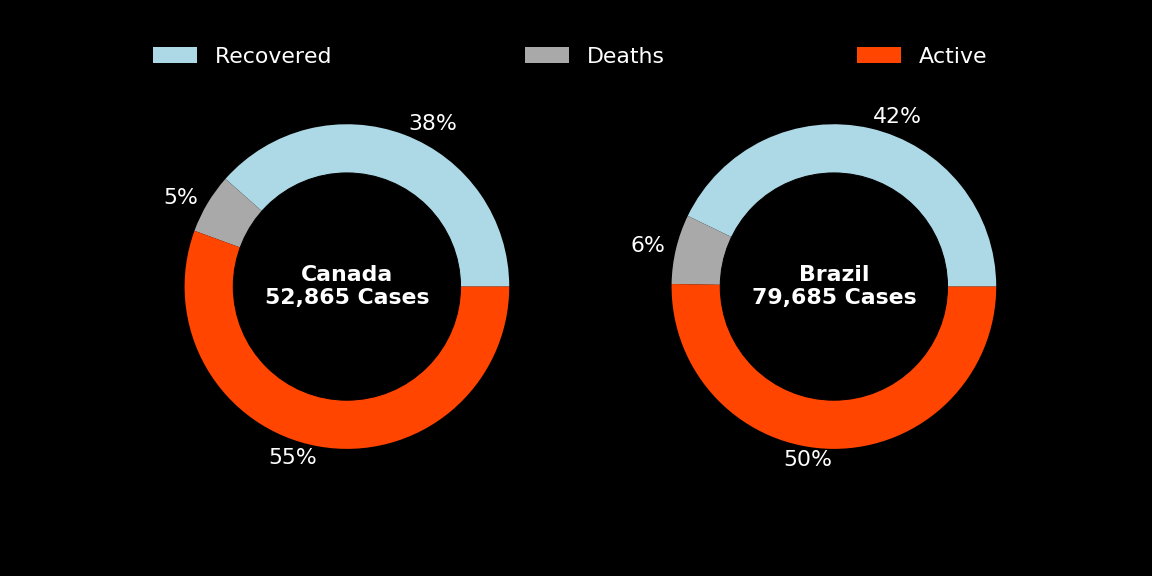 Recovered
Deaths
Active
38%
5%
Canada
52,865 Cases
55%
42%
6%
Brazil
79,685 Cases
50%